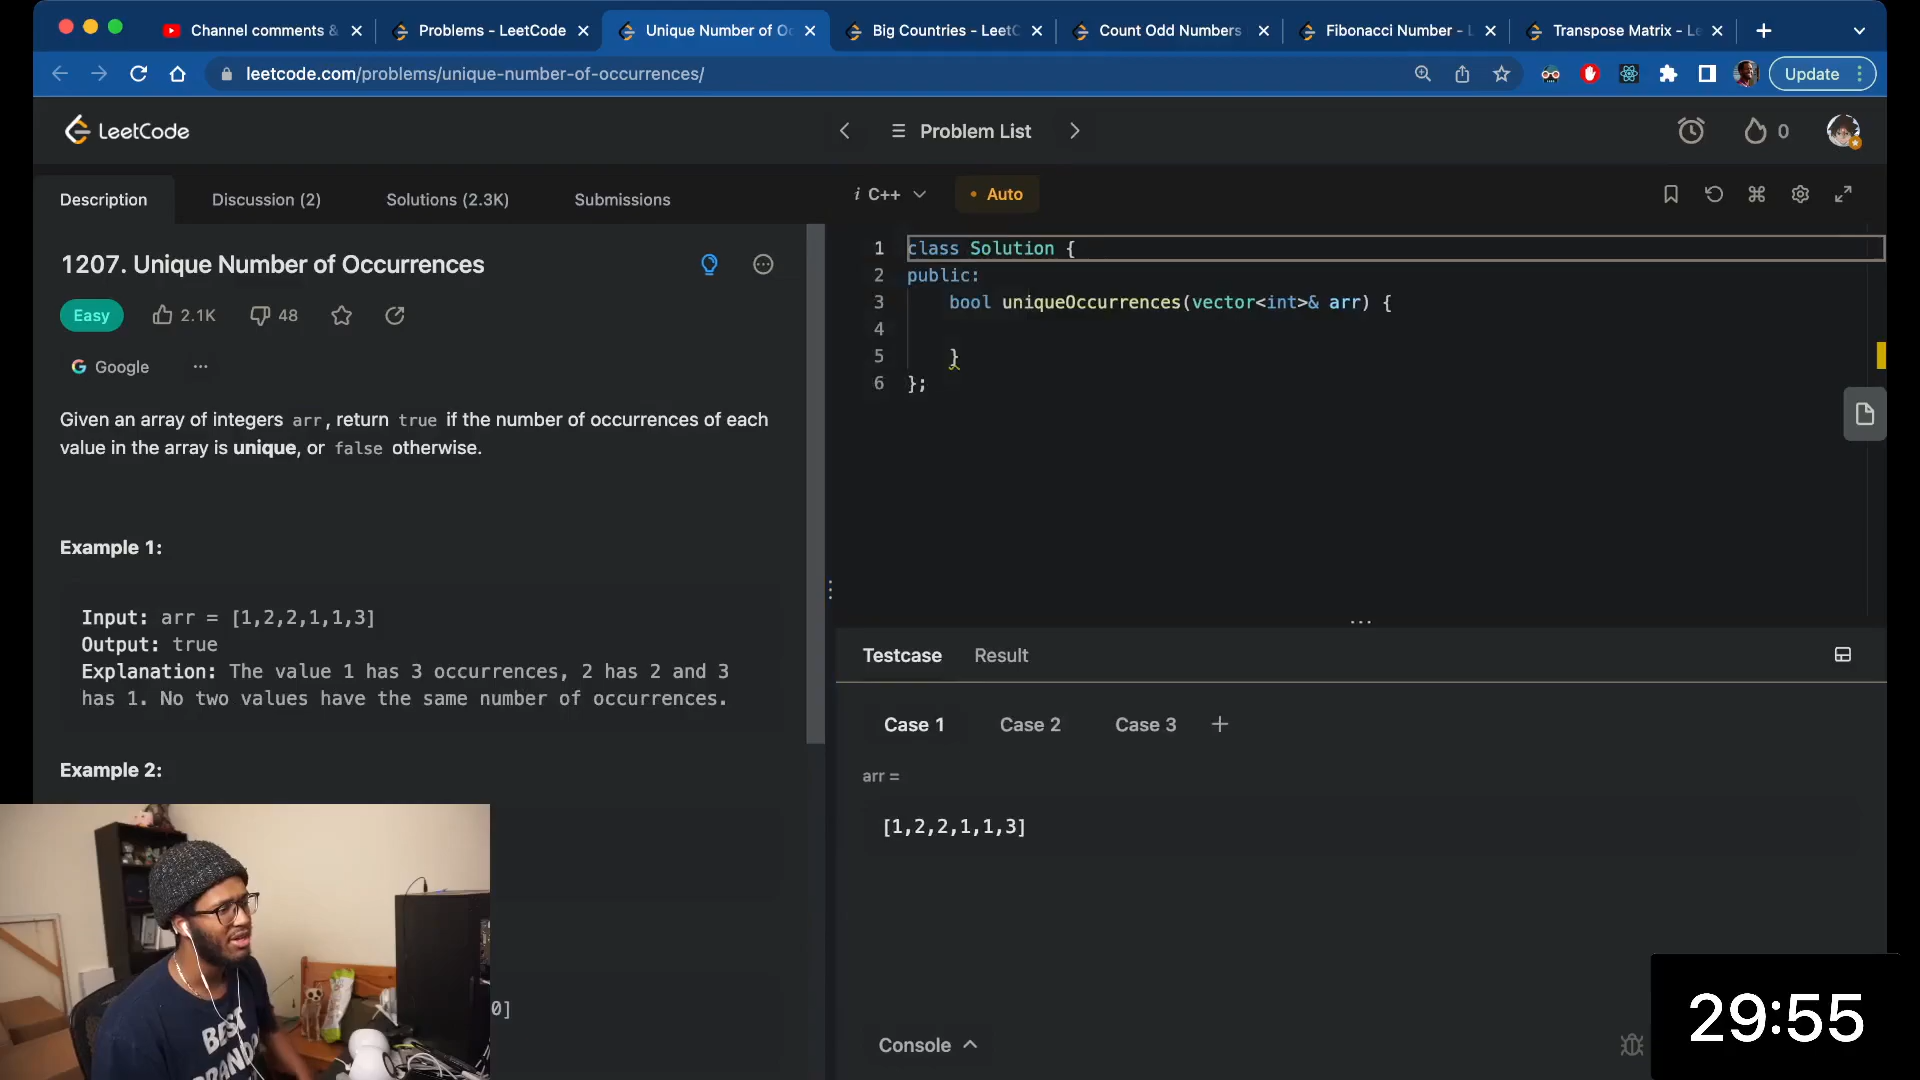 Channel comments &
Problems - LeetCode
Unique Number of Oc
Big Countries - LeetC
Count Odd Numbers
Fibonacci Number - L
Transpose Matrix - Le
leetcode.com/problems/unique-number-of-occurrences/
Update
LeetCode
Problem List
0
Description
Discussion (2)
Solutions (2.3K)
Submissions
i C++
• Auto
1207. Unique Number of Occurrences
Easy
2.1K
48
Google
Given an array of integers arr, return true if the number of occurrences of each
value in the array is unique, or false otherwise.
Example 1:
Input: arr = [1,2,2,1,1,3]
Output: true
Explanation: The value 1 has 3 occurrences, 2 has 2 and 3
has 1. No two values have the same number of occurrences.
Example 2:
0]
1 class Solution {
2 public:
3 bool uniqueOccurrences(vector<int>& arr) {
4
5 }
6 };
Testcase
Result
Case 1
Case 2
Case 3
arr =
[1,2,2,1,1,3]
Console
BEST
29:55